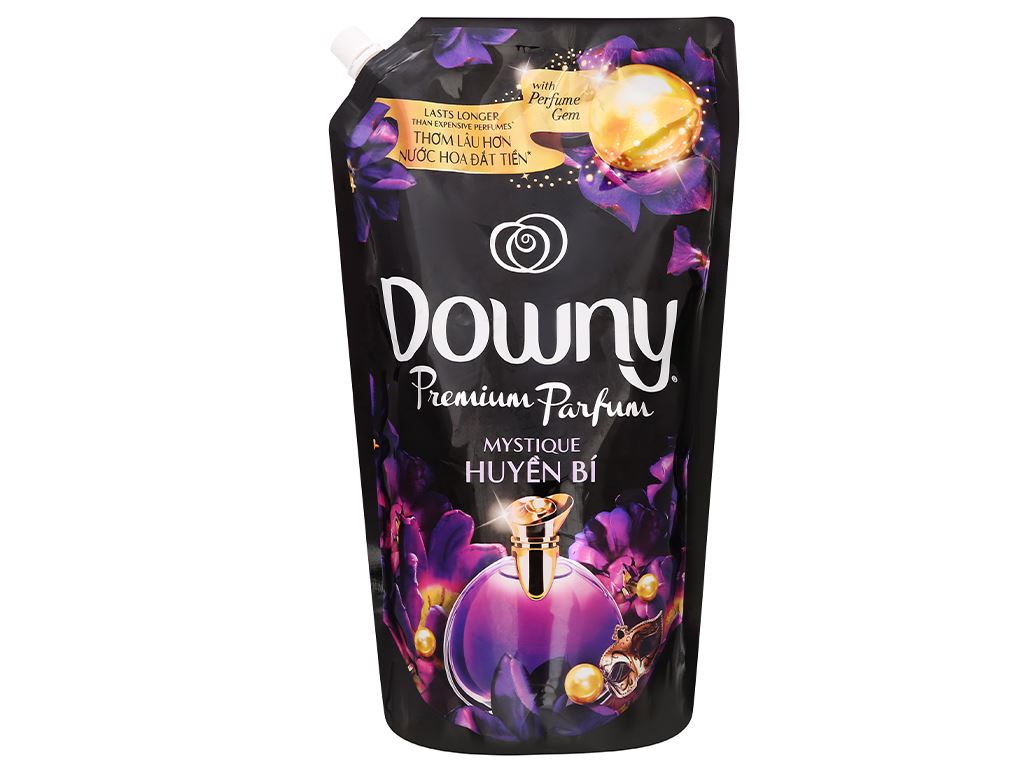 with
Perfume
Gem
LASTS LONGER
THAN EXPENSIVE PERFUMES*
THƠM LÂU HƠN
NƯỚC HOA ĐẮT TIỀN*
Downy®
Premium Parfum
MYSTIQUE
HUYỀN BÍ